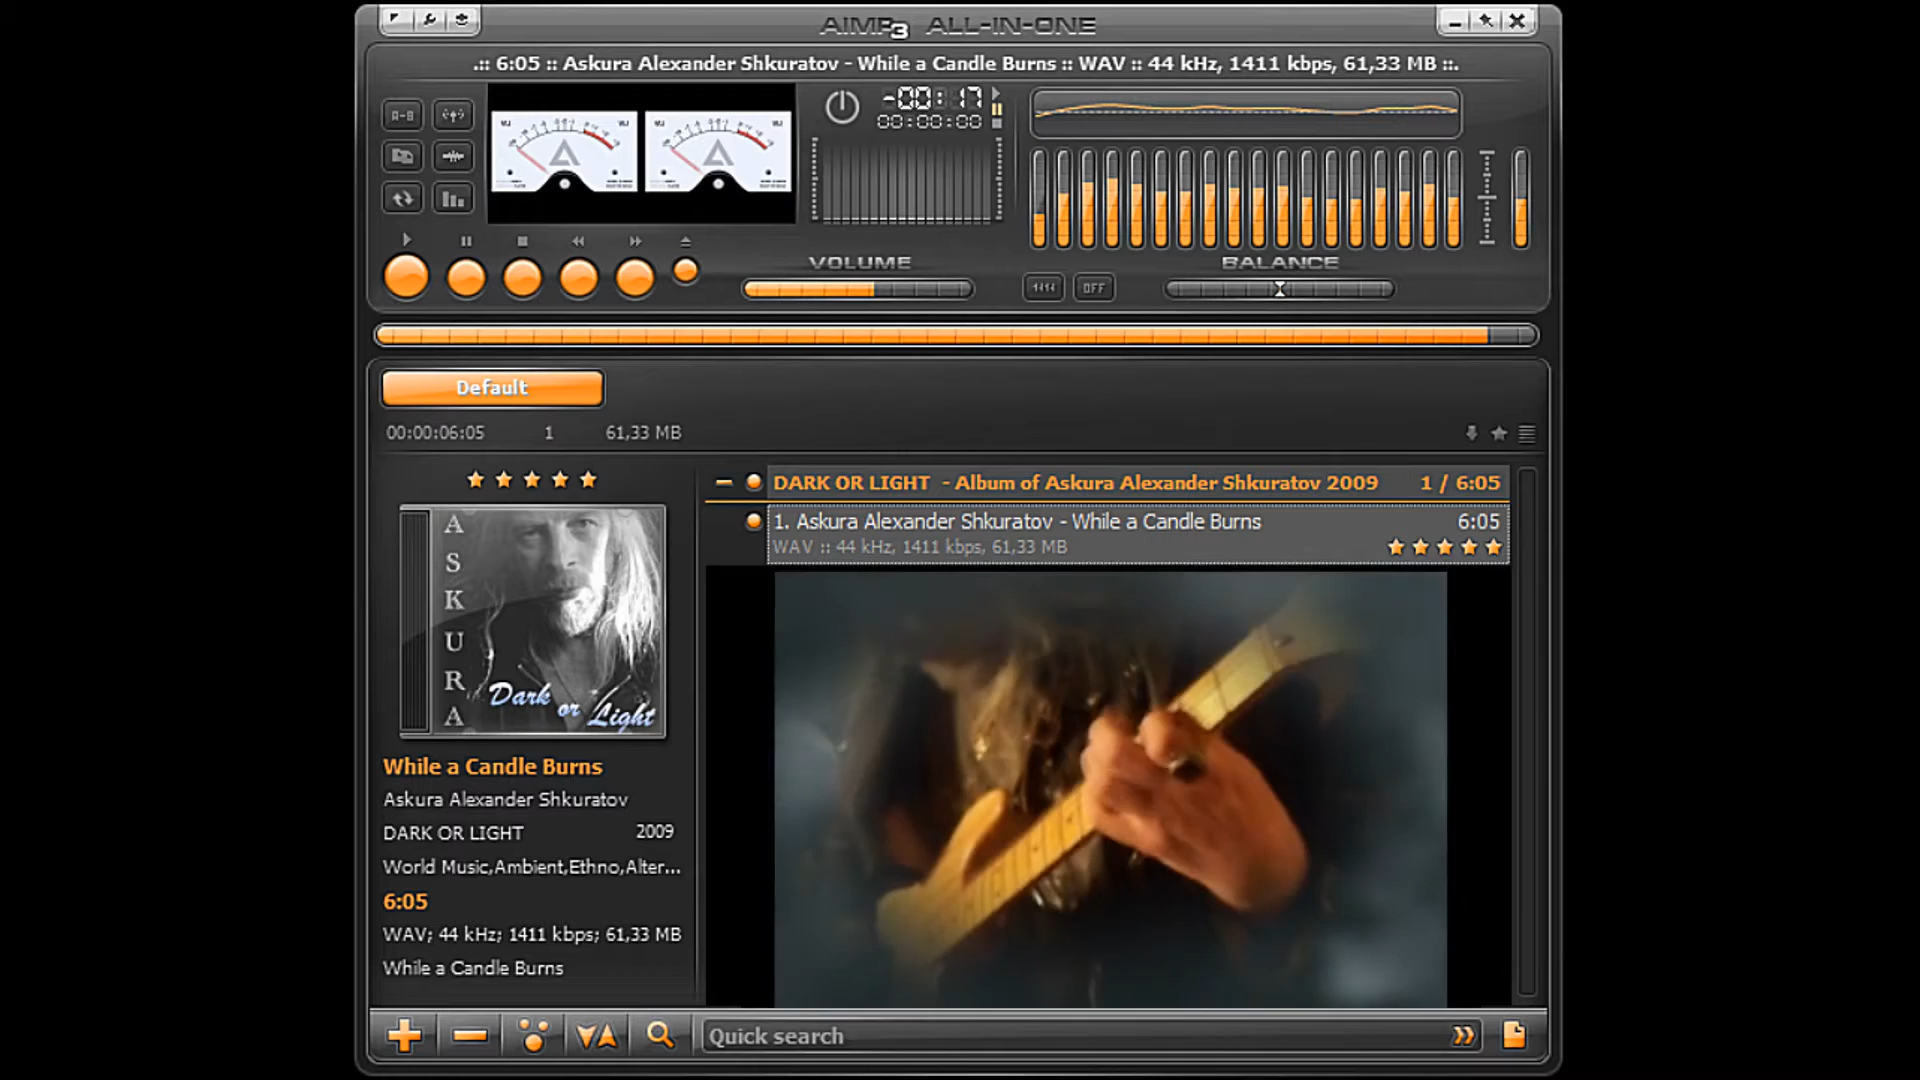 AIMP3 ALL-IN-ONE
.:: 6:05 :: Askura Alexander Shkuratov - While a Candle Burns :: WAV :: 44 kHz, 1411 kbps, 61,33 MB ::.
A-B
-00:17
00:00:00
VOLUME
OFF
BALANCE
Default
00:00:06:05 1 61,33 MB
DARK OR LIGHT - Album of Askura Alexander Shkuratov 2009 1 / 6:05
1. Askura Alexander Shkuratov - While a Candle Burns 6:05
WAV :: 44 kHz, 1411 kbps, 61,33 MB
ASKURA
Dark or Light
While a Candle Burns
Askura Alexander Shkuratov
DARK OR LIGHT 2009
World Music,Ambient,Ethno,Alter...
6:05
WAV; 44 kHz; 1411 kbps; 61,33 MB
While a Candle Burns
Quick search